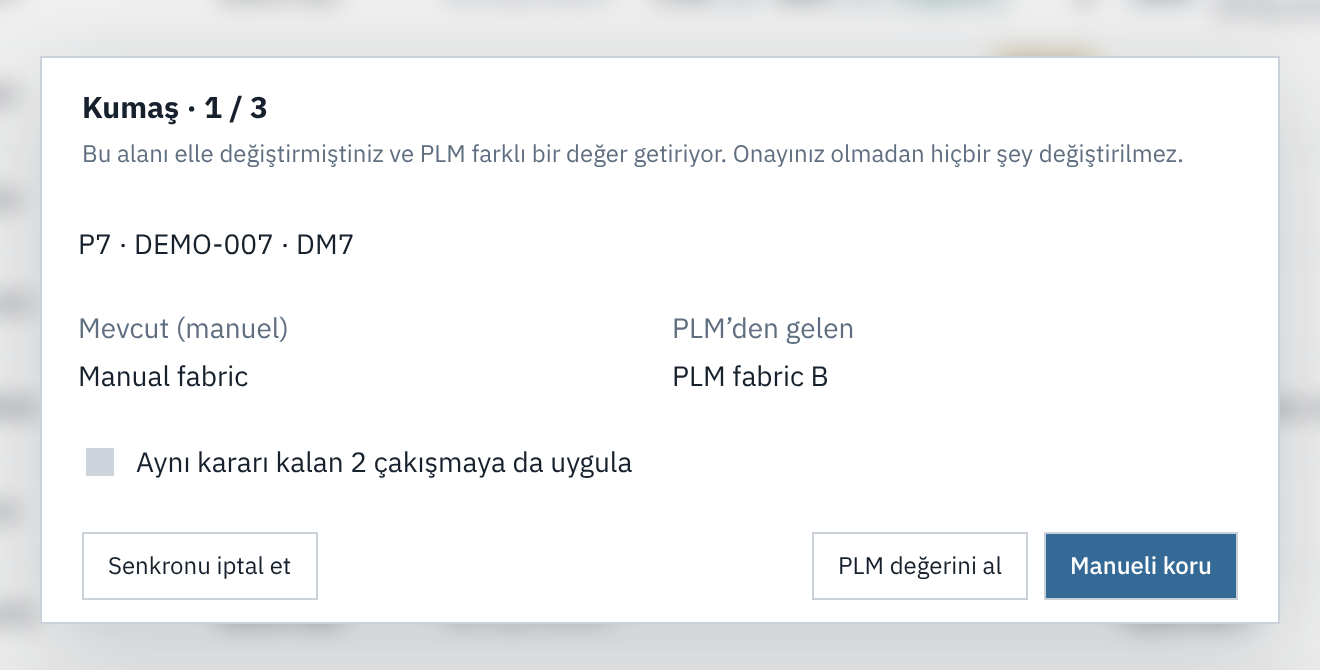 Kumaş · 1 / 3
Bu alanı elle değiştirmiştiniz ve PLM farklı bir değer getiriyor. Onayınız olmadan hiçbir şey değiştirilmez.
P7 · DEMO-007 · DM7
Mevcut (manuel)
PLM’den gelen
Manual fabric
PLM fabric B
Aynı kararı kalan 2 çakışmaya da uygula
Senkronu iptal et
PLM değerini al
Manueli koru